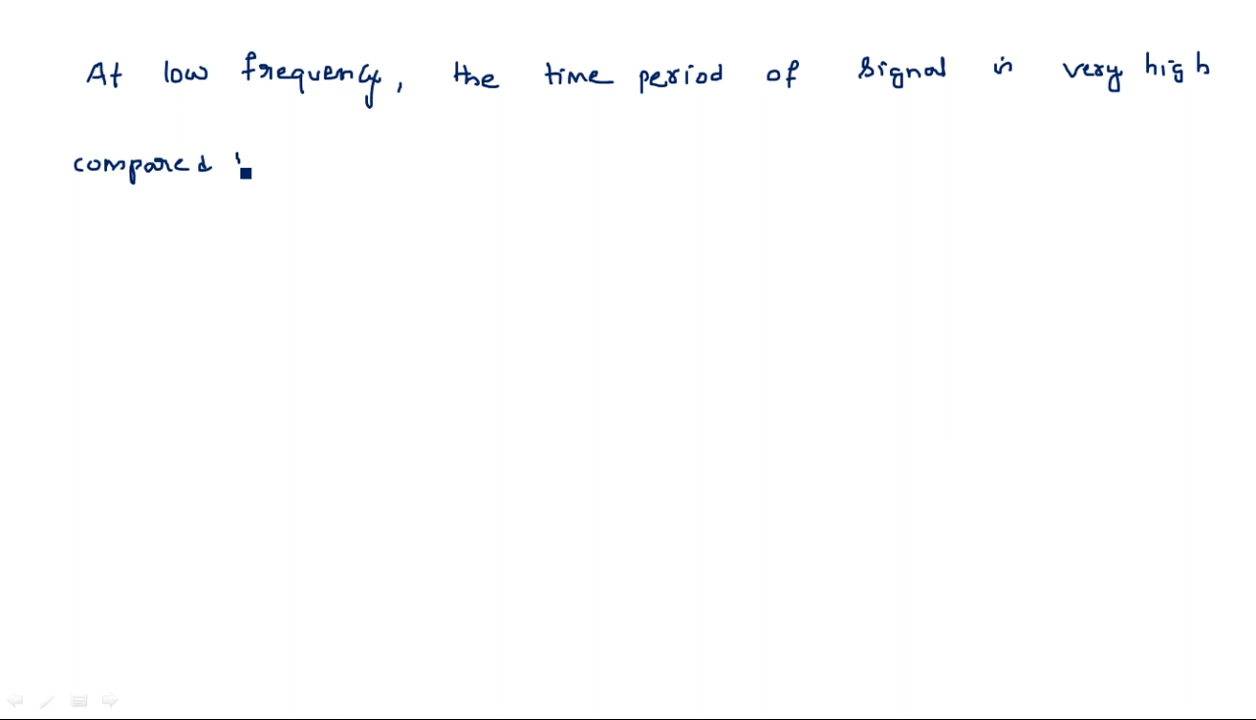 At low frequency, the time period of signal is very high
compared